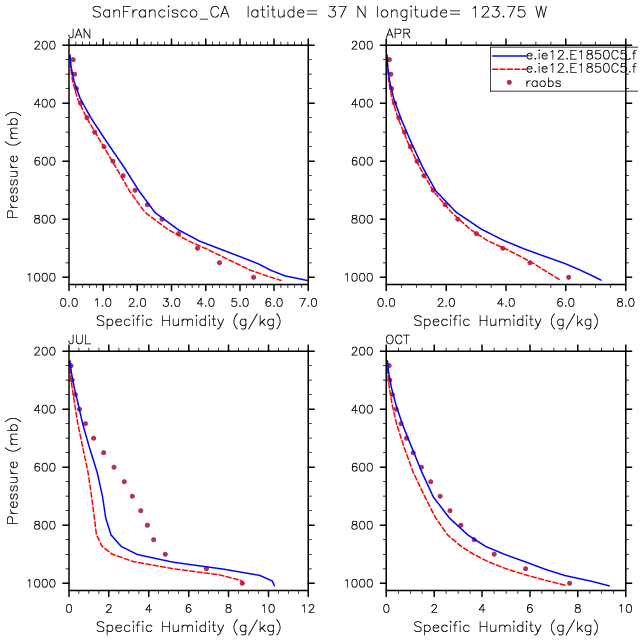 SanFrancisco_CA latitude= 37 N longitude= 123.75 W
JAN
200
400
600
800
1000
Pressure (mb)
0.0 1.0 2.0 3.0 4.0 5.0 6.0 7.0
Specific Humidity (g/kg)
APR
200
400
600
800
1000
e.ie12.E1850C5.f
e.ie12.E1850C5.f
raobs
0.0 2.0 4.0 6.0 8.0
Specific Humidity (g/kg)
JUL
200
400
600
800
1000
Pressure (mb)
0 2 4 6 8 10 12
Specific Humidity (g/kg)
OCT
200
400
600
800
1000
0 2 4 6 8 10
Specific Humidity (g/kg)